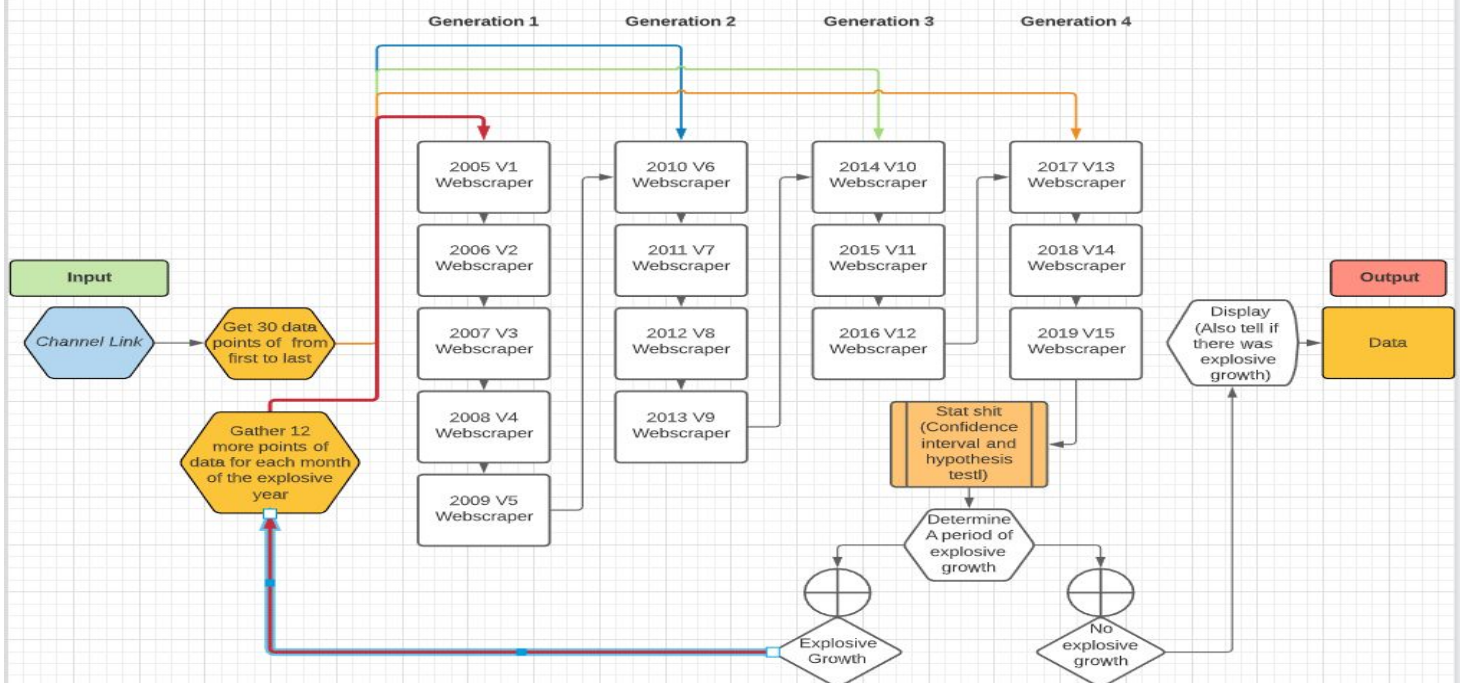 Generation 1
Generation 2
Generation 3
Generation 4
2005 V1
Webscraper
2006 V2
Webscraper
2007 V3
Webscraper
2008 V4
Webscraper
2009 V5
Webscraper
2010 V6
Webscraper
2011 V7
Webscraper
2012 V8
Webscraper
2013 V9
Webscraper
2014 V10
Webscraper
2015 V11
Webscraper
2016 V12
Webscraper
2017 V13
Webscraper
2018 V14
Webscraper
2019 V15
Webscraper
Input
Channel Link
Get 30 data
points of from
first to last
Gather 12
more points of
data for each month
of the explosive
year
Stat shit
(Confidence
interval and
hypothesis
testl)
Determine
A period of
explosive
growth
Explosive
Growth
No
explosive
growth
Display
(Also tell if
there was
explosive
growth)
Output
Data